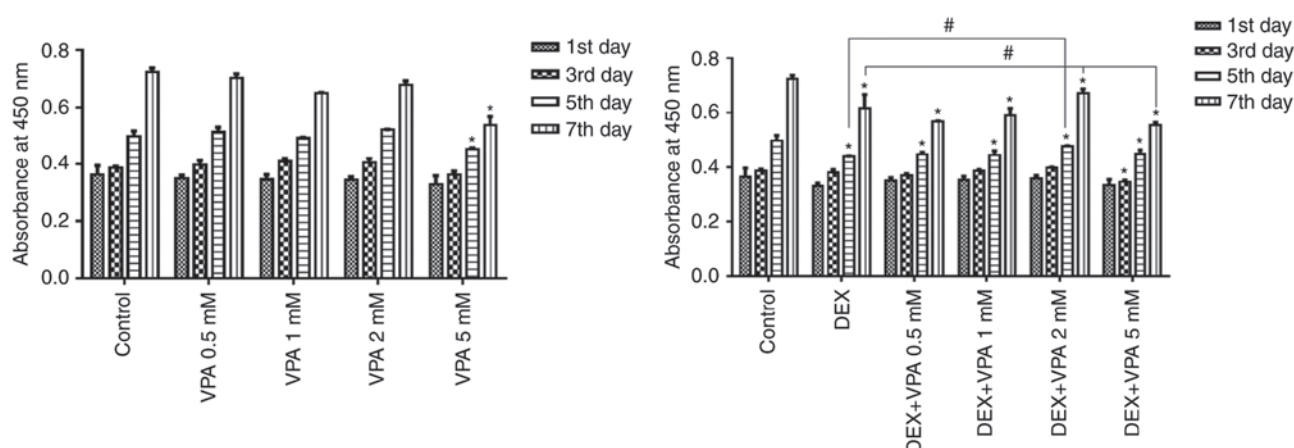 0.8
0.6
0.4
0.2
0.0
Absorbance at 450 nm
Control
VPA 0.5 mM
VPA 1 mM
VPA 2 mM
VPA 5 mM
* *
1st day
3rd day
5th day
7th day
0.8
0.6
0.4
0.2
0.0
Absorbance at 450 nm
Control
DEX
DEX+VPA 0.5 mM
DEX+VPA 1 mM
DEX+VPA 2 mM
DEX+VPA 5 mM
#
#
* *
* *
* *
* *
* * *
1st day
3rd day
5th day
7th day